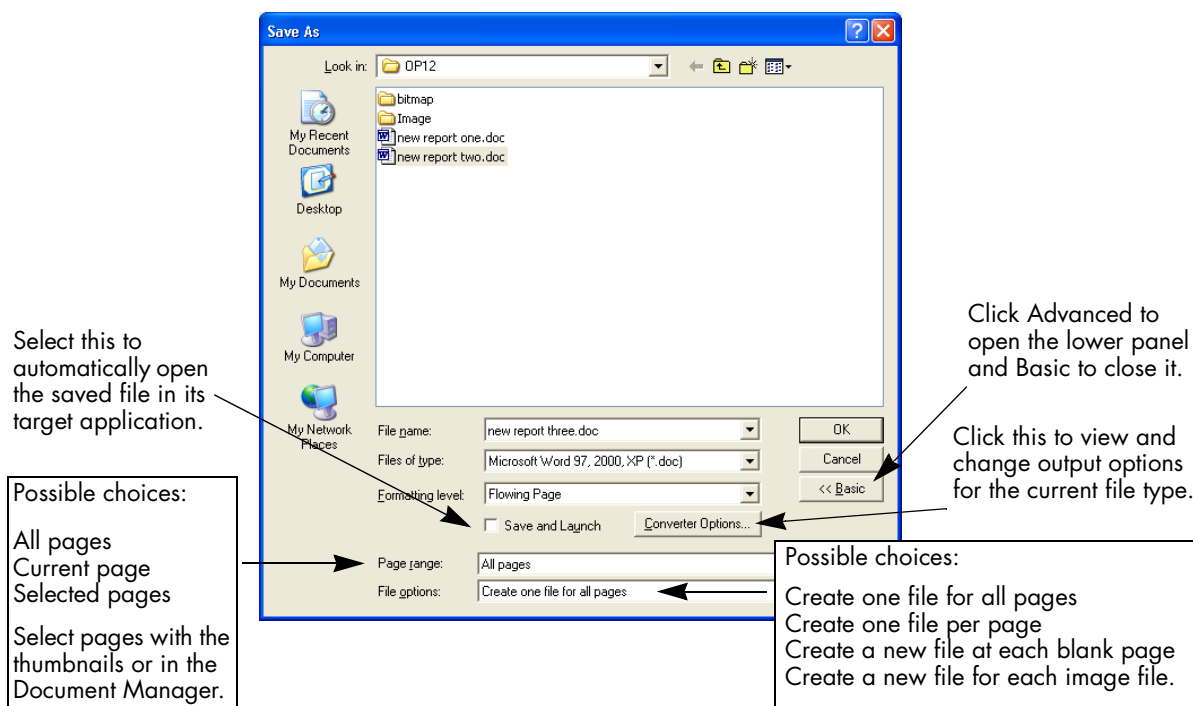 Save As
Look in:
OP12
bitmap
Image
new report one.doc
new report two.doc
My Recent
Documents
Desktop
My Documents
My Computer
My Network
Places
File name:
new report three.doc
OK
Files of type:
Microsoft Word 97, 2000, XP (*.doc)
Cancel
Formatting level:
Flowing Page
<< Basic
Save and Launch
Converter Options...
Page range:
All pages
File options:
Create one file for all pages
Select this to
automatically open
the saved file in its
target application.
Possible choices:
All pages
Current page
Selected pages
Select pages with the
thumbnails or in the
Document Manager.
Click Advanced to
open the lower panel
and Basic to close it.
Click this to view and
change output options
for the current file type.
Possible choices:
Create one file for all pages
Create one file per page
Create a new file at each blank page
Create a new file for each image file.